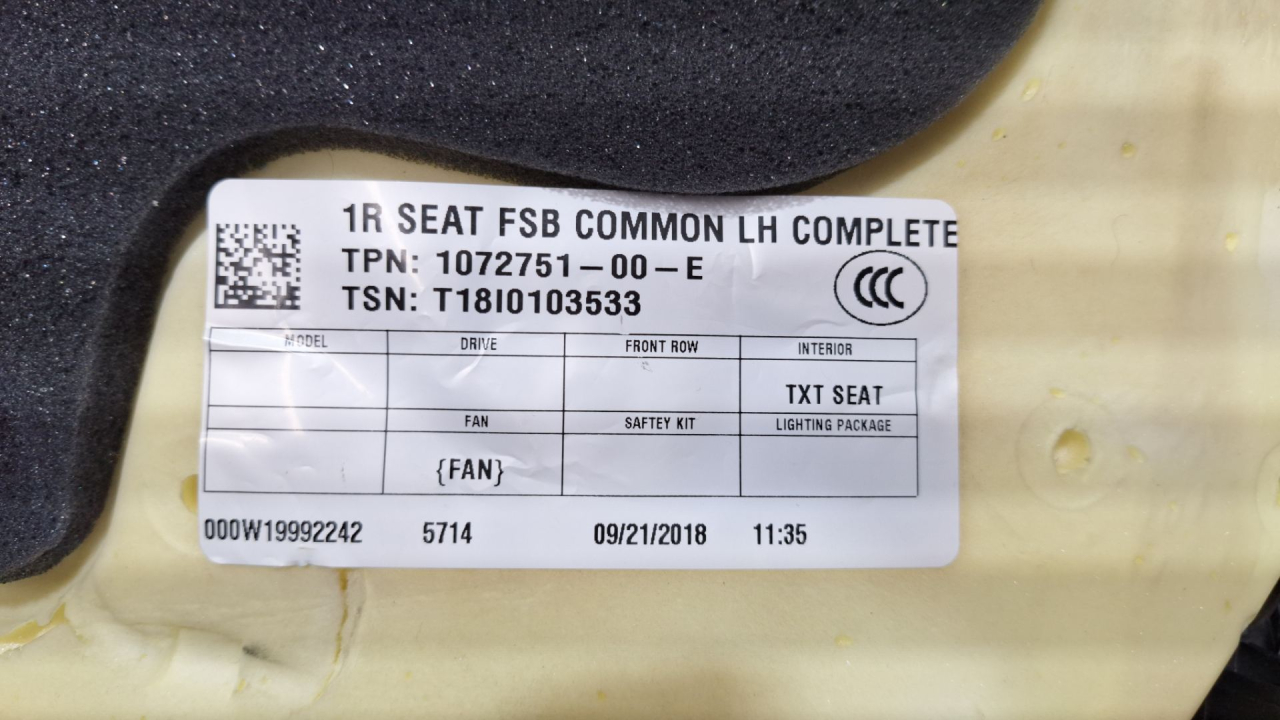 1R SEAT FSB COMMON LH COMPLETE
TPN: 1072751-00-E
TSN: T18I0103533
CCC
MODEL DRIVE FRONT ROW INTERIOR
TXT SEAT
FAN SAFTEY KIT LIGHTING PACKAGE
{FAN}
000W19992242 5714 09/21/2018 11:35